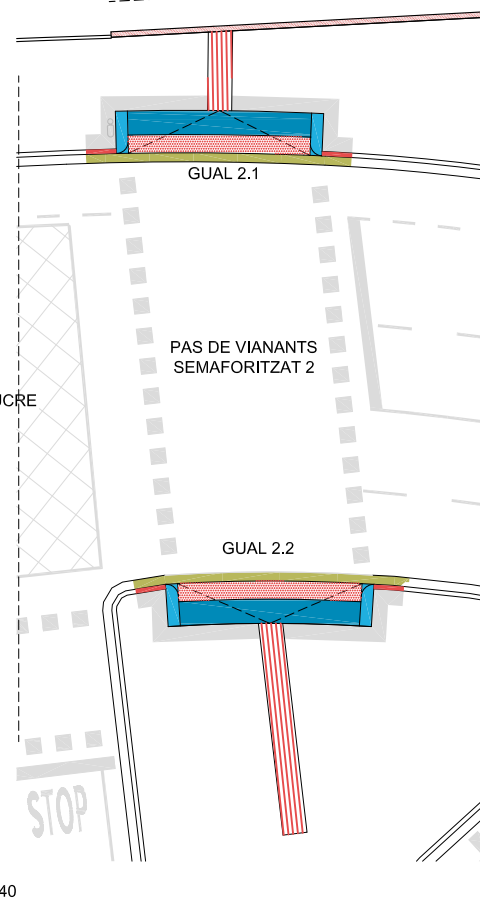 GUAL 2.1
PAS DE VIANANTS
SEMAFORITZAT 2
UCRE
GUAL 2.2
STOP
40